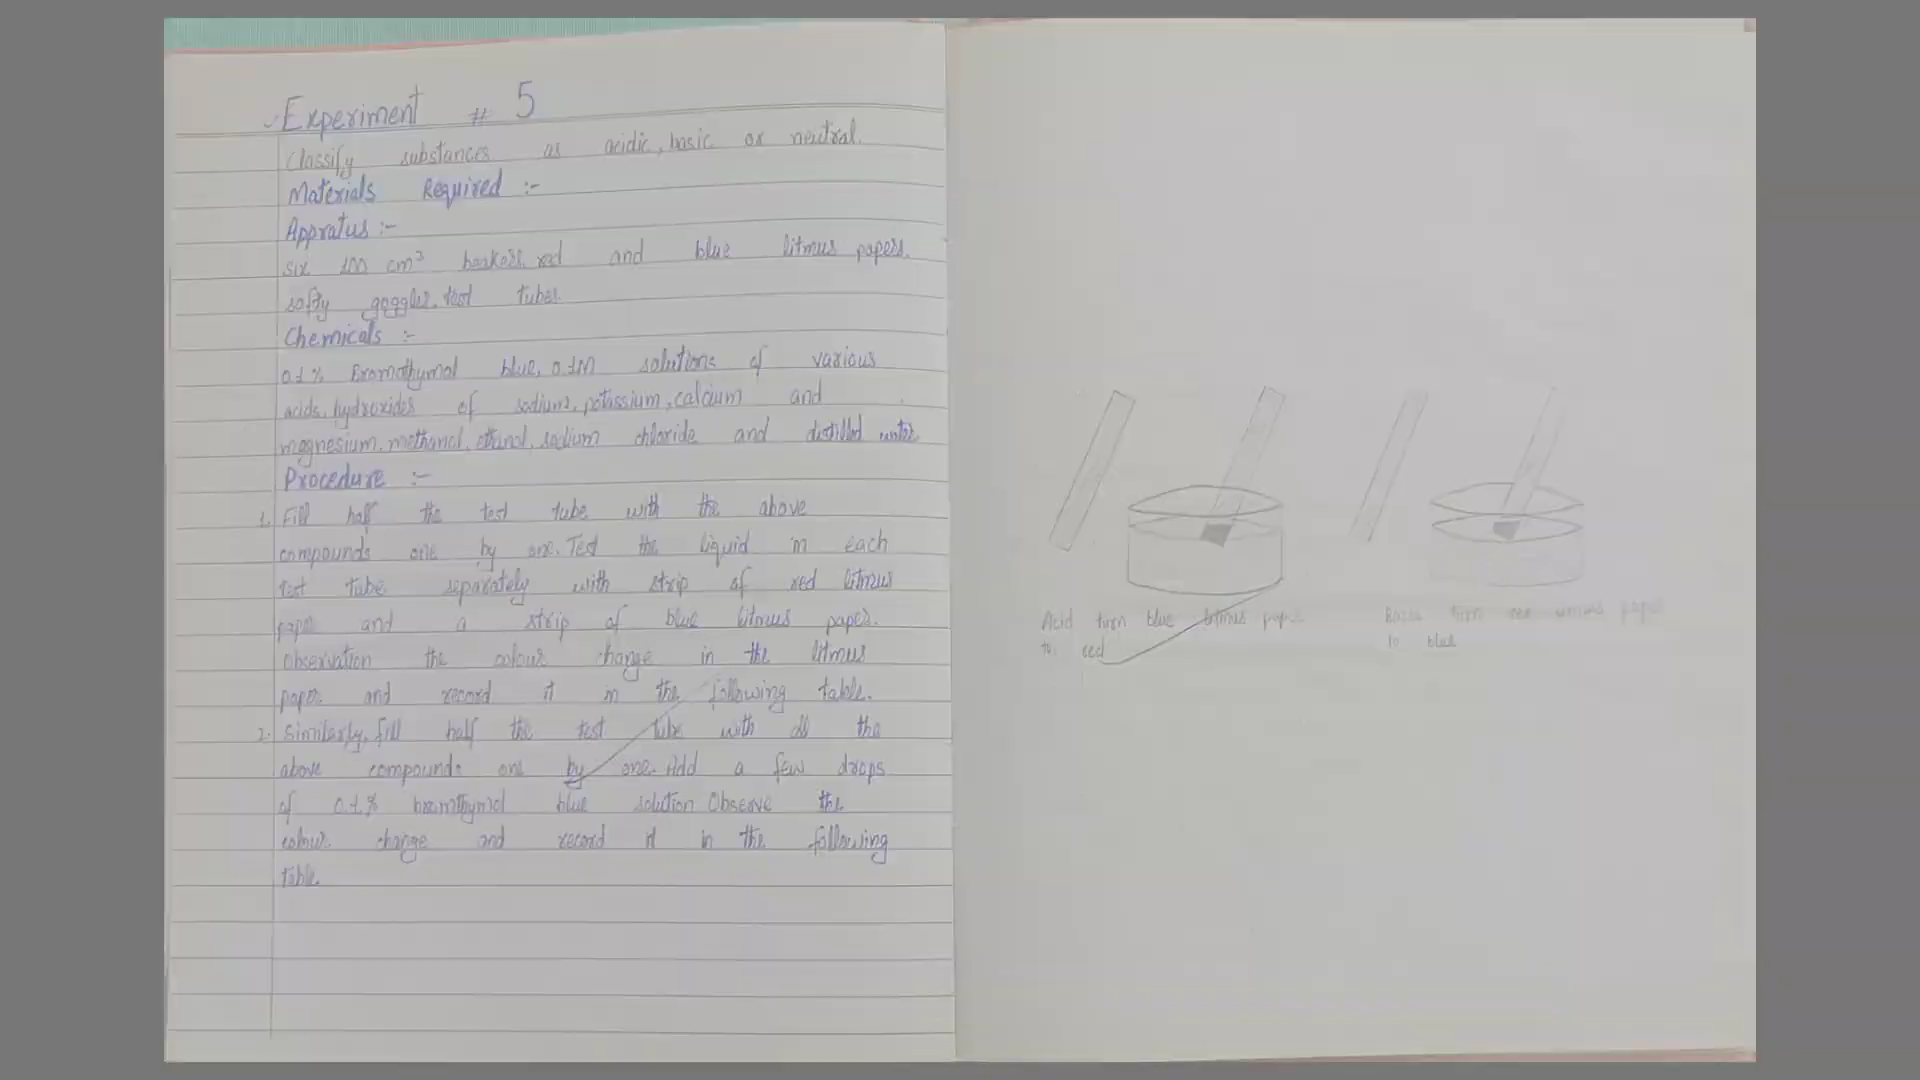 Experiment # 5
Classify substances as acidic, basic or neutral.
Materials Required :-
Appratus :-
six 100 cm³ beakers. red and blue litmus papers.
safty goggles. test tubes
Chemicals :-
0.1% Bromothymol blue, 0.1M solutions of various
acids, hydroxides of sodium, potassium, calcium and
magnesium, methanol, ethanol, sodium chloride and distilled water
Procedure :-
1. Fill half the test tube with the above
compounds one by one. Test the liquid in each
test tube separately with strip of red litmus
paper and a strip of blue litmus paper.
Observation the colour change in the litmus
paper and record it in the following table.
2. Similarly, fill half the test tube with all the
above compounds one by one. Add a few drops
of 0.1% bromthymol blue solution Observe the
colour change and record it in the following
table
Acid turn blue litmus paper
to red
turn red litmus paper
to blue